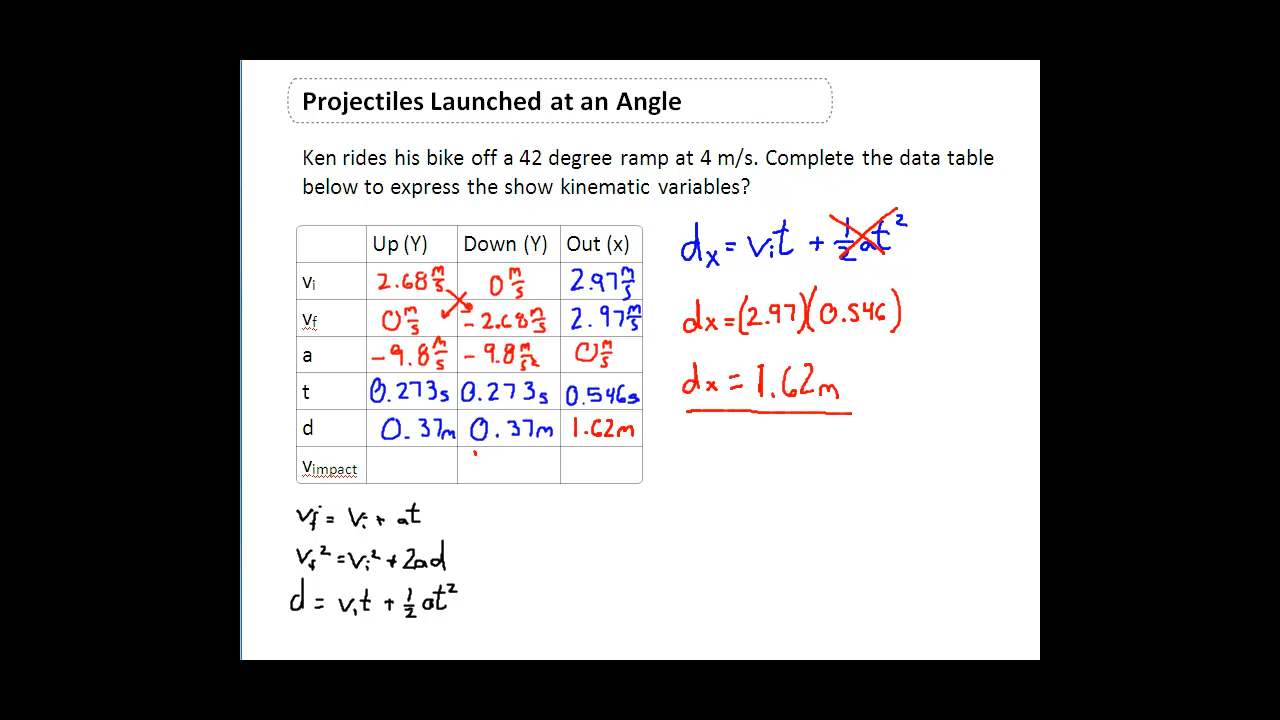 Projectiles Launched at an Angle
Ken rides his bike off a 42 degree ramp at 4 m/s. Complete the data table
below to express the show kinematic variables?
Up (Y) Down (Y) Out (x)
Vi 2.68 m/s 0 m/s 2.97 m/s
Vf 0 m/s - 2.68 m/s 2.97 m/s
a - 9.8 m/s - 9.8 m/s² 0 m/s
t 0.273s 0.273s 0.546s
d 0.37m 0.37m 1.62m
Vimpact
dx = vit + ½at²
dx = (2.97)(0.546)
dx = 1.62m
vf = vi + at
vf² = vi² + 2ad
d = vit + ½at²